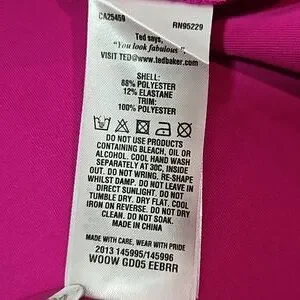 CA25459 RN95229
Ted says,
"You look fabulous"
VISIT TED@www.tedbaker.com
SHELL:
88% POLYESTER
12% ELASTANE
TRIM:
100% POLYESTER
DO NOT USE PRODUCTS
CONTAINING BLEACH, OIL OR
ALCOHOL. COOL HAND WASH
SEPARATELY AT 30C, INSIDE
OUT. DO NOT WRING. RE-SHAPE
WHILST DAMP. DO NOT LEAVE IN
DIRECT SUNLIGHT. DO NOT
TUMBLE DRY. DRY FLAT. COOL
IRON ON REVERSE. DO NOT DRY
CLEAN. DO NOT SOAK.
MADE IN CHINA
MADE WITH CARE, WEAR WITH PRIDE
2013 145995/145996
WOOW GD05 EEBRR